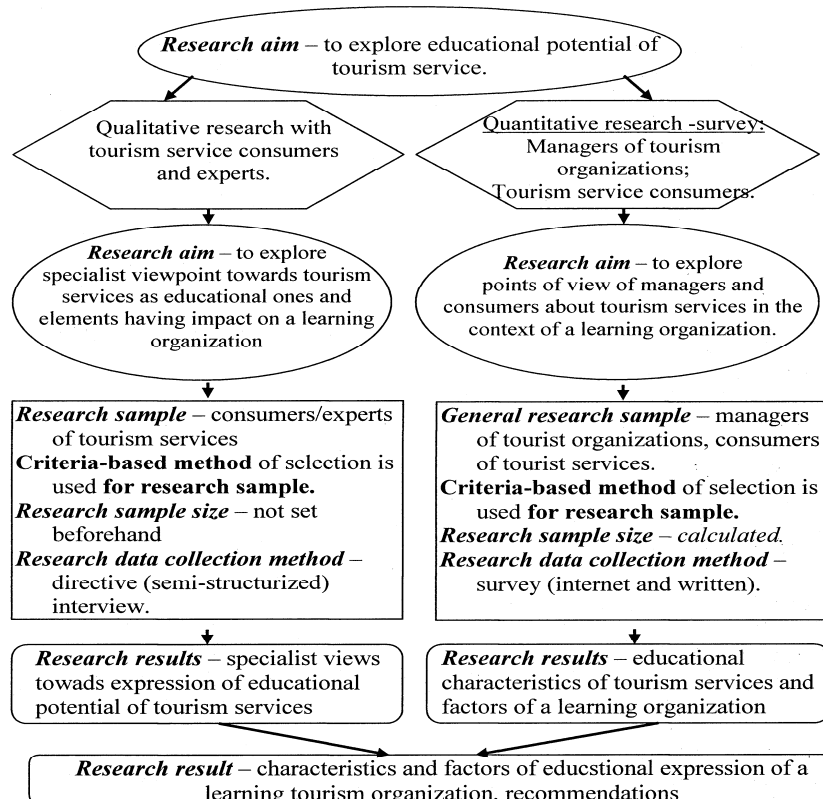 Research aim – to explore educational potential of
tourism service.
Qualitative research with
tourism service consumers
and experts.
Quantitative research -survey:
Managers of tourism
organizations;
Tourism service consumers.
Research aim – to explore
specialist viewpoint towards tourism
services as educational ones and
elements having impact on a learning
organization
Research aim – to explore
points of view of managers and
consumers about tourism services in the
context of a learning organization.
Research sample – consumers/experts
of tourism services
Criteria-based method of selection is
used for research sample.
Research sample size – not set
beforehand
Research data collection method –
directive (semi-structurized)
interview.
General research sample – managers
of tourist organizations, consumers
of tourist services.
Criteria-based method of selection is
used for research sample.
Research sample size – calculated.
Research data collection method –
survey (internet and written).
Research results – specialist views
towads expression of educational
potential of tourism services
Research results – educational
characteristics of tourism services and
factors of a learning organization
Research result – characteristics and factors of educstional expression of a
learning tourism organization, recommendations